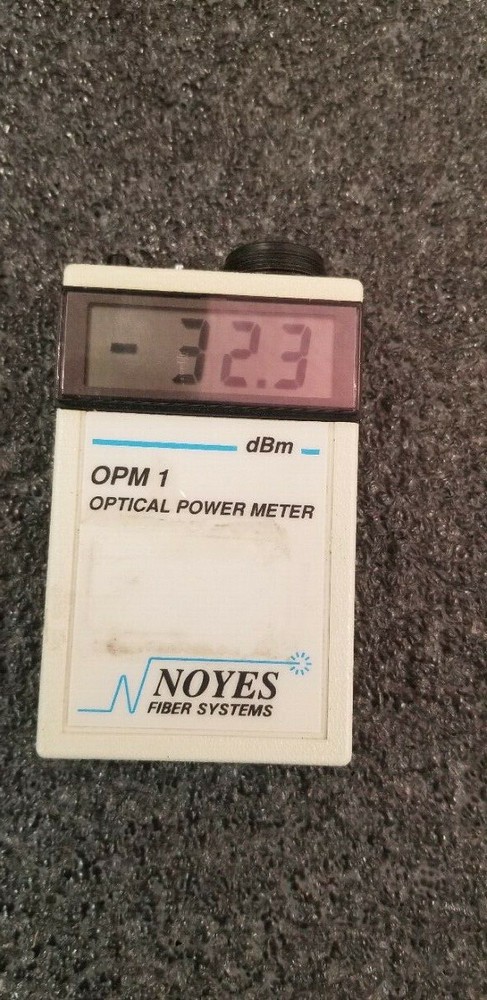 - 32.3
dBm
OPM 1
OPTICAL POWER METER
NOYES
FIBER SYSTEMS